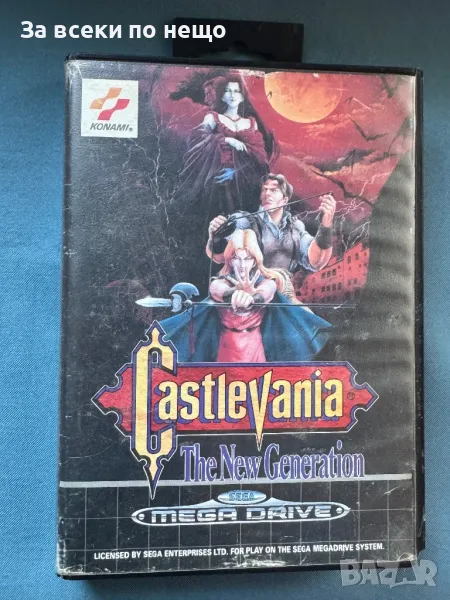 За всеки по нещо
KONAMI®
Castlevania®
The New Generation
SEGA
MEGA DRIVE
LICENSED BY SEGA ENTERPRISES LTD. FOR PLAY ON THE SEGA MEGADRIVE SYSTEM.
BAZAR